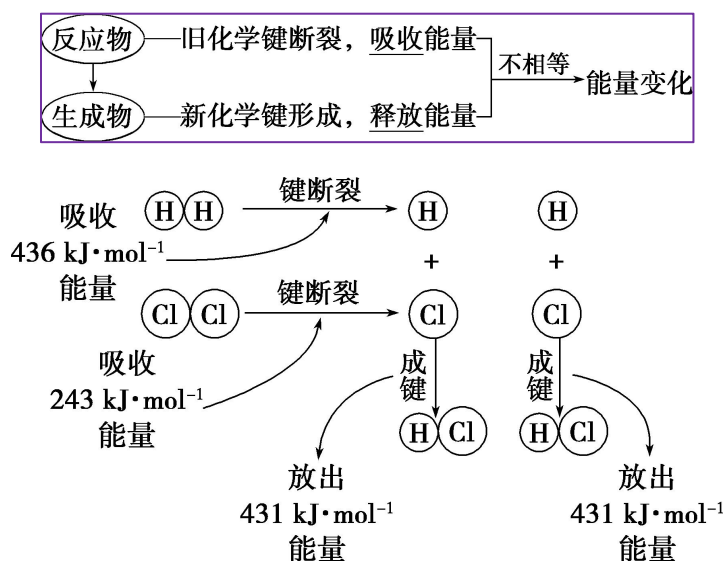 反应物 旧化学键断裂，吸收能量
不相等
能量变化
生成物 新化学键形成，释放能量
吸收
436 kJ·mol⁻¹
能量
H H 键断裂 H H
+ +
Cl Cl 键断裂 Cl Cl
吸收
243 kJ·mol⁻¹
能量
成键 成键
H Cl H Cl
放出
431 kJ·mol⁻¹
能量
放出
431 kJ·mol⁻¹
能量